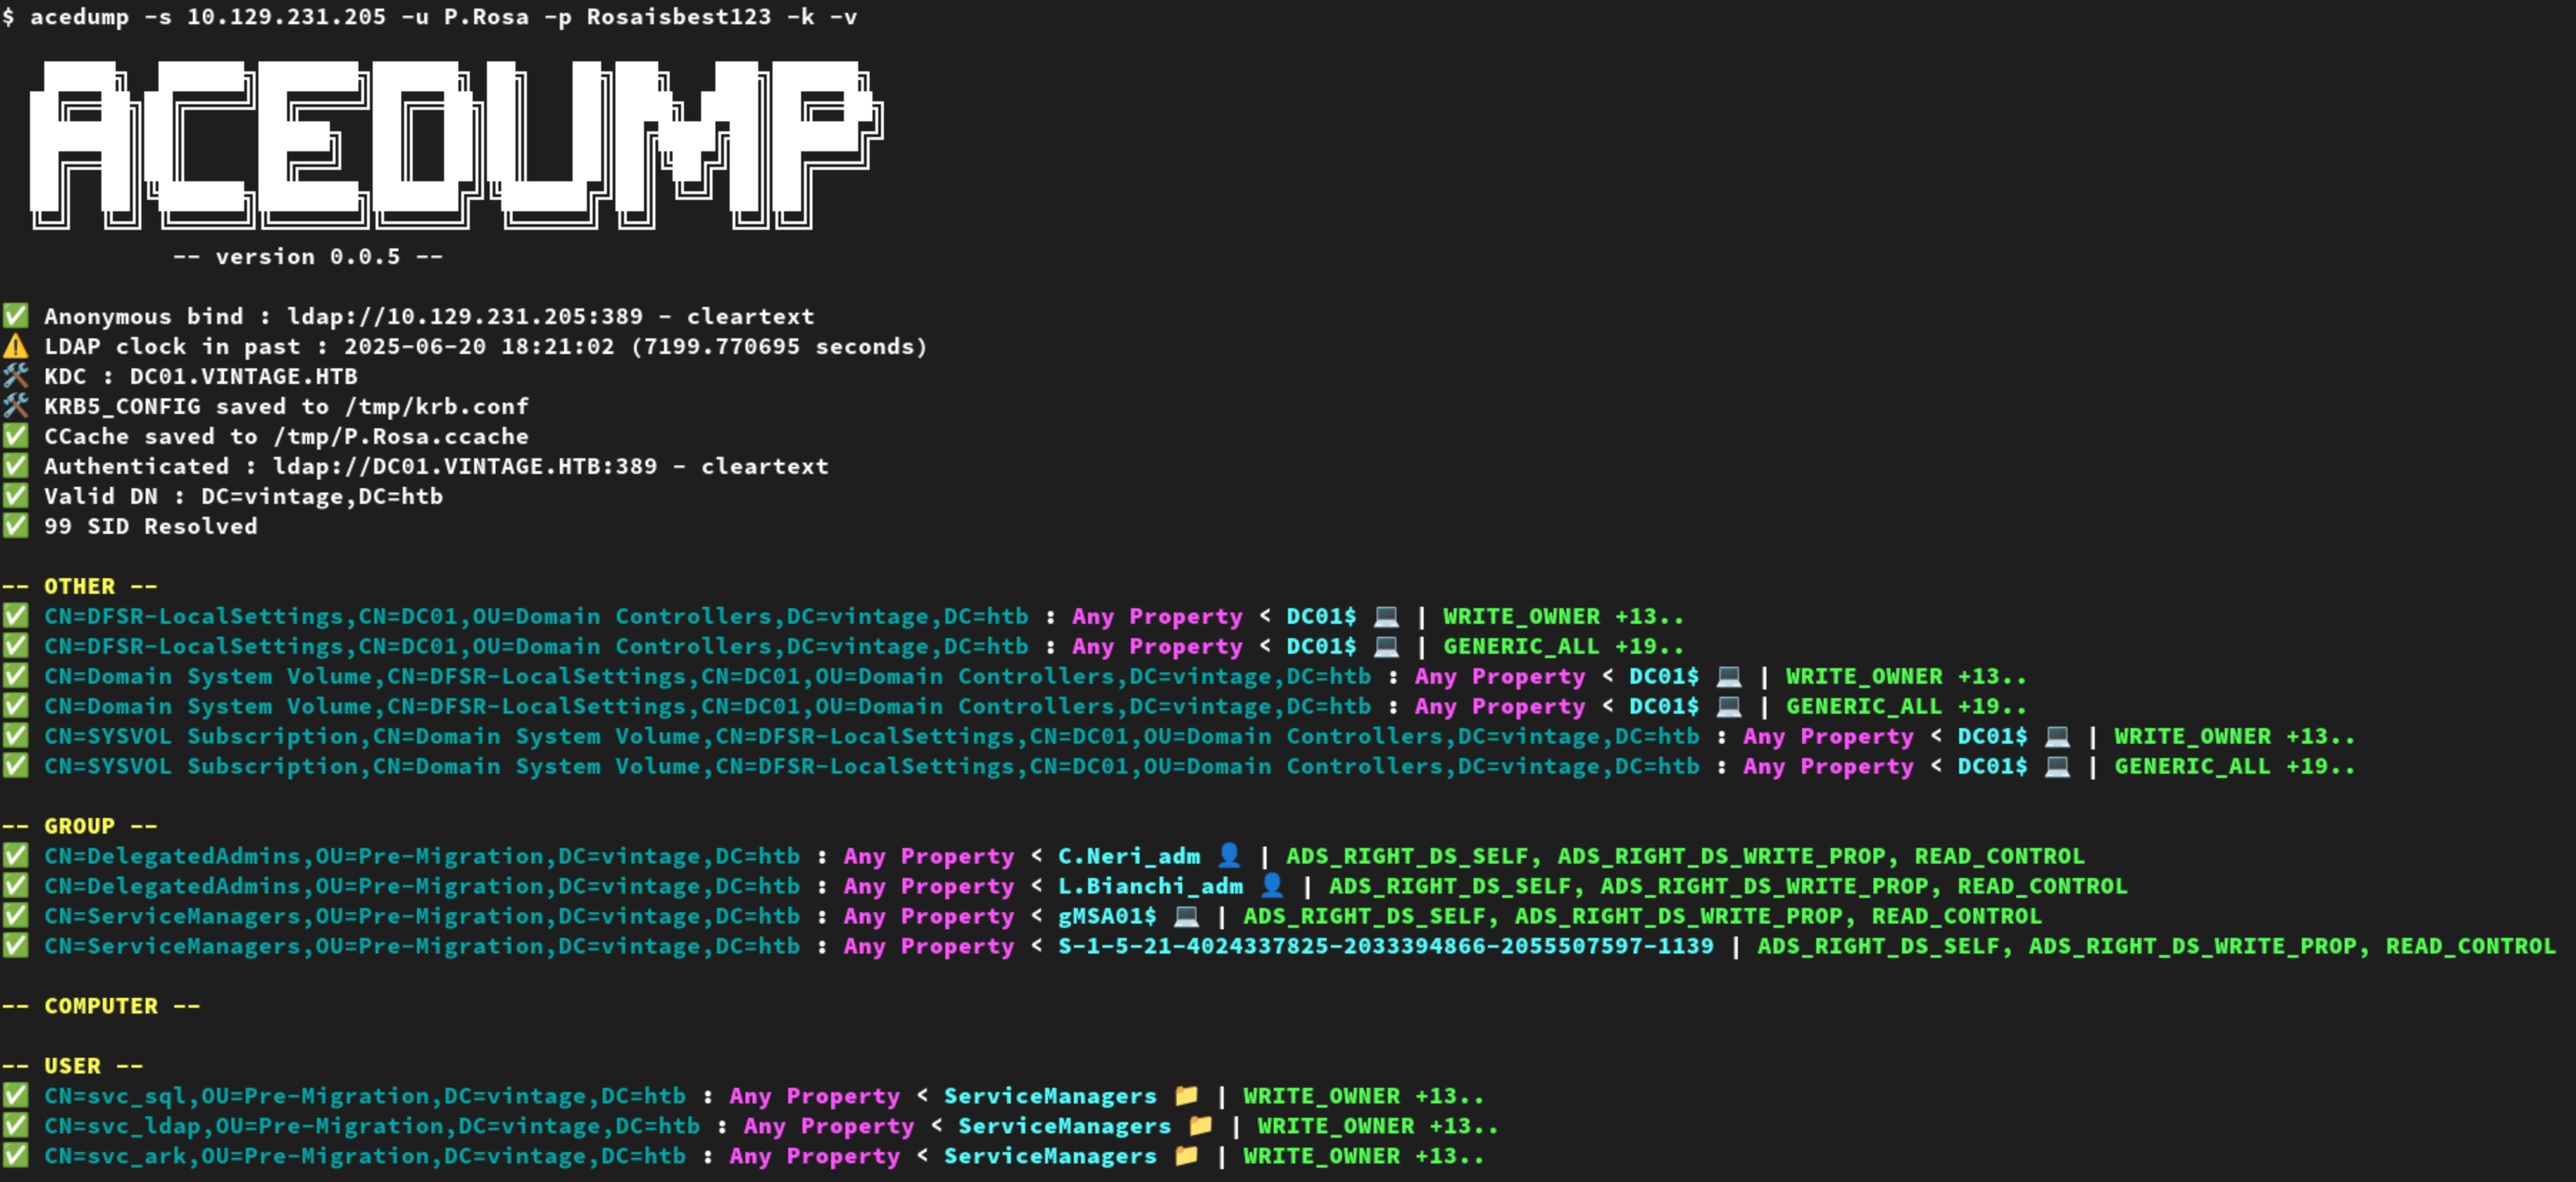 $ acedump -s 10.129.231.205 -u P.Rosa -p Rosaisbest123 -k -v
ACEDUMP
-- version 0.0.5 --
✅ Anonymous bind : ldap://10.129.231.205:389 - cleartext
⚠️ LDAP clock in past : 2025-06-20 18:21:02 (7199.770695 seconds)
🛠️ KDC : DC01.VINTAGE.HTB
🛠️ KRB5_CONFIG saved to /tmp/krb.conf
✅ CCache saved to /tmp/P.Rosa.ccache
✅ Authenticated : ldap://DC01.VINTAGE.HTB:389 - cleartext
✅ Valid DN : DC=vintage,DC=htb
✅ 99 SID Resolved
-- OTHER --
✅ CN=DFSR-LocalSettings,CN=DC01,OU=Domain Controllers,DC=vintage,DC=htb : Any Property < DC01$ 💻 | WRITE_OWNER +13..
✅ CN=DFSR-LocalSettings,CN=DC01,OU=Domain Controllers,DC=vintage,DC=htb : Any Property < DC01$ 💻 | GENERIC_ALL +19..
✅ CN=Domain System Volume,CN=DFSR-LocalSettings,CN=DC01,OU=Domain Controllers,DC=vintage,DC=htb : Any Property < DC01$ 💻 | WRITE_OWNER +13..
✅ CN=Domain System Volume,CN=DFSR-LocalSettings,CN=DC01,OU=Domain Controllers,DC=vintage,DC=htb : Any Property < DC01$ 💻 | GENERIC_ALL +19..
✅ CN=SYSVOL Subscription,CN=Domain System Volume,CN=DFSR-LocalSettings,CN=DC01,OU=Domain Controllers,DC=vintage,DC=htb : Any Property < DC01$ 💻 | WRITE_OWNER +13..
✅ CN=SYSVOL Subscription,CN=Domain System Volume,CN=DFSR-LocalSettings,CN=DC01,OU=Domain Controllers,DC=vintage,DC=htb : Any Property < DC01$ 💻 | GENERIC_ALL +19..
-- GROUP --
✅ CN=DelegatedAdmins,OU=Pre-Migration,DC=vintage,DC=htb : Any Property < C.Neri_adm 👤 | ADS_RIGHT_DS_SELF, ADS_RIGHT_DS_WRITE_PROP, READ_CONTROL
✅ CN=DelegatedAdmins,OU=Pre-Migration,DC=vintage,DC=htb : Any Property < L.Bianchi_adm 👤 | ADS_RIGHT_DS_SELF, ADS_RIGHT_DS_WRITE_PROP, READ_CONTROL
✅ CN=ServiceManagers,OU=Pre-Migration,DC=vintage,DC=htb : Any Property < gMSA01$ 💻 | ADS_RIGHT_DS_SELF, ADS_RIGHT_DS_WRITE_PROP, READ_CONTROL
✅ CN=ServiceManagers,OU=Pre-Migration,DC=vintage,DC=htb : Any Property < S-1-5-21-4024337825-2033394866-2055507597-1139 | ADS_RIGHT_DS_SELF, ADS_RIGHT_DS_WRITE_PROP, READ_CONTROL
-- COMPUTER --
-- USER --
✅ CN=svc_sql,OU=Pre-Migration,DC=vintage,DC=htb : Any Property < ServiceManagers 📁 | WRITE_OWNER +13..
✅ CN=svc_ldap,OU=Pre-Migration,DC=vintage,DC=htb : Any Property < ServiceManagers 📁 | WRITE_OWNER +13..
✅ CN=svc_ark,OU=Pre-Migration,DC=vintage,DC=htb : Any Property < ServiceManagers 📁 | WRITE_OWNER +13..